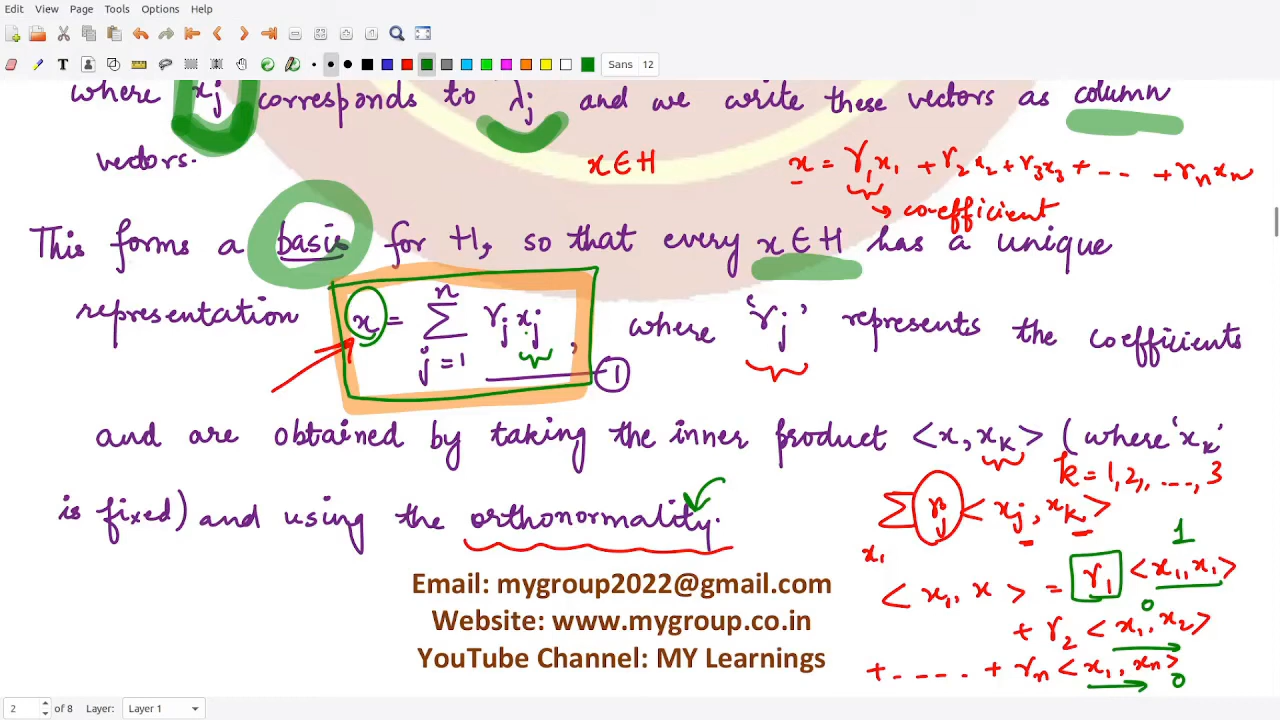 Edit View Page Tools Options Help
Sans 12
where xj corresponds to λj and we write these vectors as column
vectors. x ∈ H x = γ1x1 + γ2x2 + γ3x3 + - - + γnxn
→ co-efficient
This forms a basis for H, so that every x ∈ H has a unique
representation x = n Σ j=1 γj xj , ① where 'γj' represents the coefficients
and are obtained by taking the inner product <x, xk> (where 'xk'
k = 1, 2, ...., 3
is fixed) and using the orthonormality.
Σ γj < xj, xk >
x1 1
Email: mygroup2022@gmail.com
< x1, x > = γ1 < x1, x1 >
0
Website: www.mygroup.co.in
+ γ2 < x1, x2 >
YouTube Channel: MY Learnings
+ - - - - . + γn < x1, xn > 0
2 of 8 Layer: Layer 1